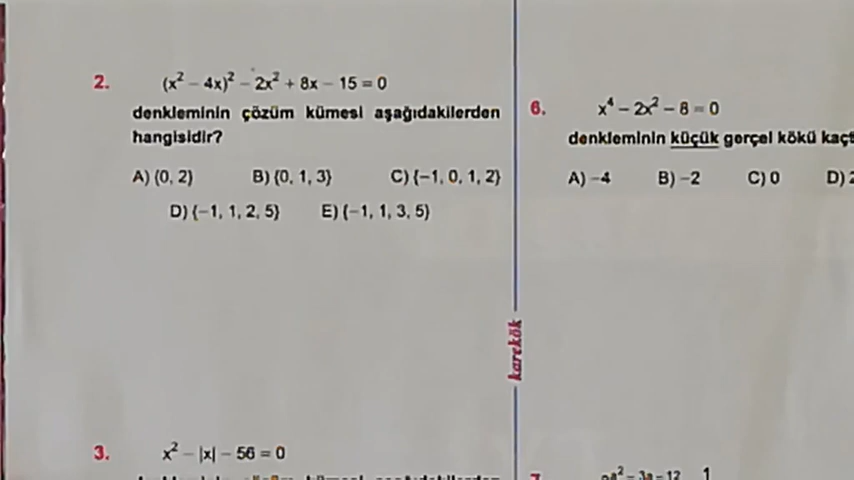 2. (x² – 4x)² – 2x² + 8x – 15 = 0
denkleminin çözüm kümesi aşağıdakilerden
hangisidir?
A) {0, 2} B) {0, 1, 3} C) {–1, 0, 1, 2}
D) {–1, 1, 2, 5} E) {–1, 1, 3, 5}
3. x² – |x| – 56 = 0
karekök
6. x⁴ – 2x² – 8 = 0
denkleminin küçük gerçel kökü kaçt
A) –4 B) –2 C) 0 D) 2